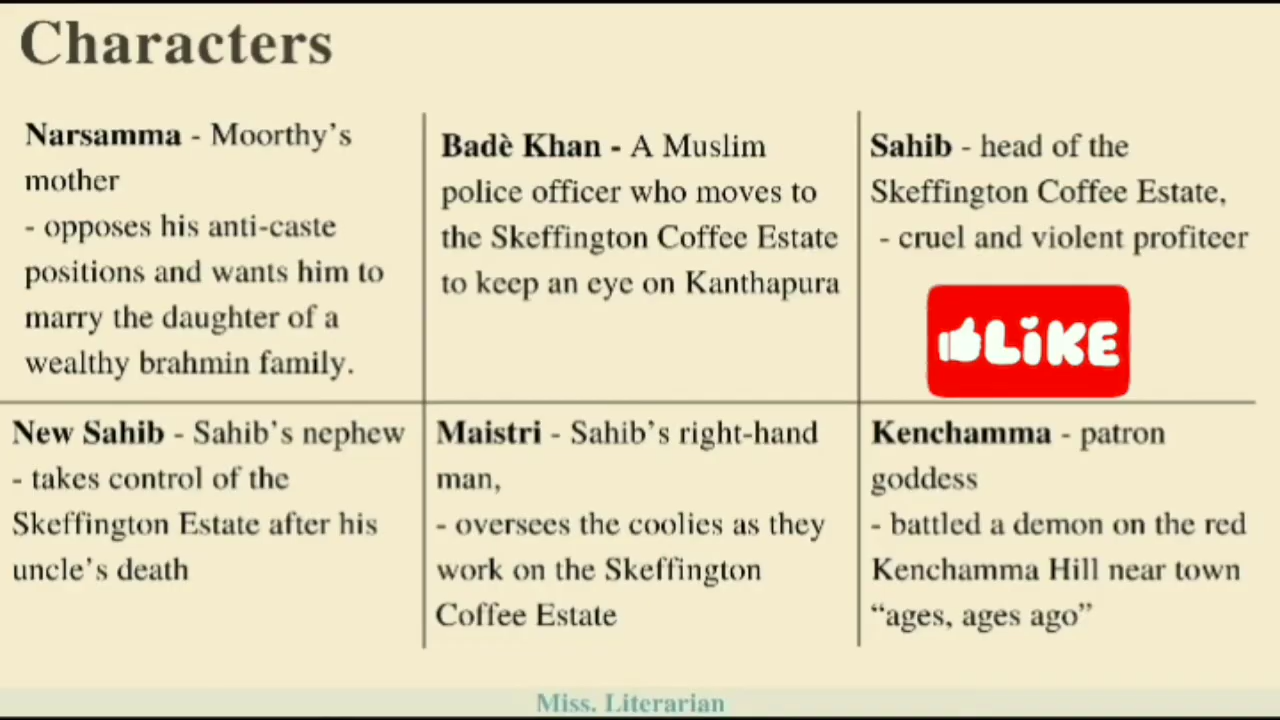 Characters
Narsamma - Moorthy's
mother
- opposes his anti-caste
positions and wants him to
marry the daughter of a
wealthy brahmin family.
Badè Khan - A Muslim
police officer who moves to
the Skeffington Coffee Estate
to keep an eye on Kanthapura
Sahib - head of the
Skeffington Coffee Estate,
- cruel and violent profiteer
LiKE
New Sahib - Sahib's nephew
- takes control of the
Skeffington Estate after his
uncle's death
Maistri - Sahib's right-hand
man,
- oversees the coolies as they
work on the Skeffington
Coffee Estate
Kenchamma - patron
goddess
- battled a demon on the red
Kenchamma Hill near town
“ages, ages ago”
Miss. Literarian